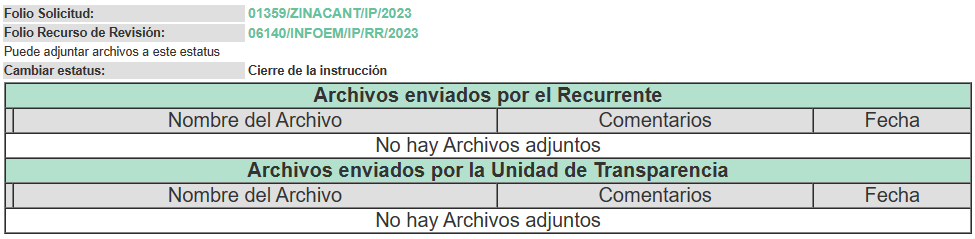 Folio Solicitud: 01359/ZINACANT/IP/2023
Folio Recurso de Revisión: 06140/INFOEM/IP/RR/2023
Puede adjuntar archivos a este estatus
Cambiar estatus: Cierre de la instrucción
Archivos enviados por el Recurrente
Nombre del Archivo Comentarios Fecha
No hay Archivos adjuntos
Archivos enviados por la Unidad de Transparencia
Nombre del Archivo Comentarios Fecha
No hay Archivos adjuntos